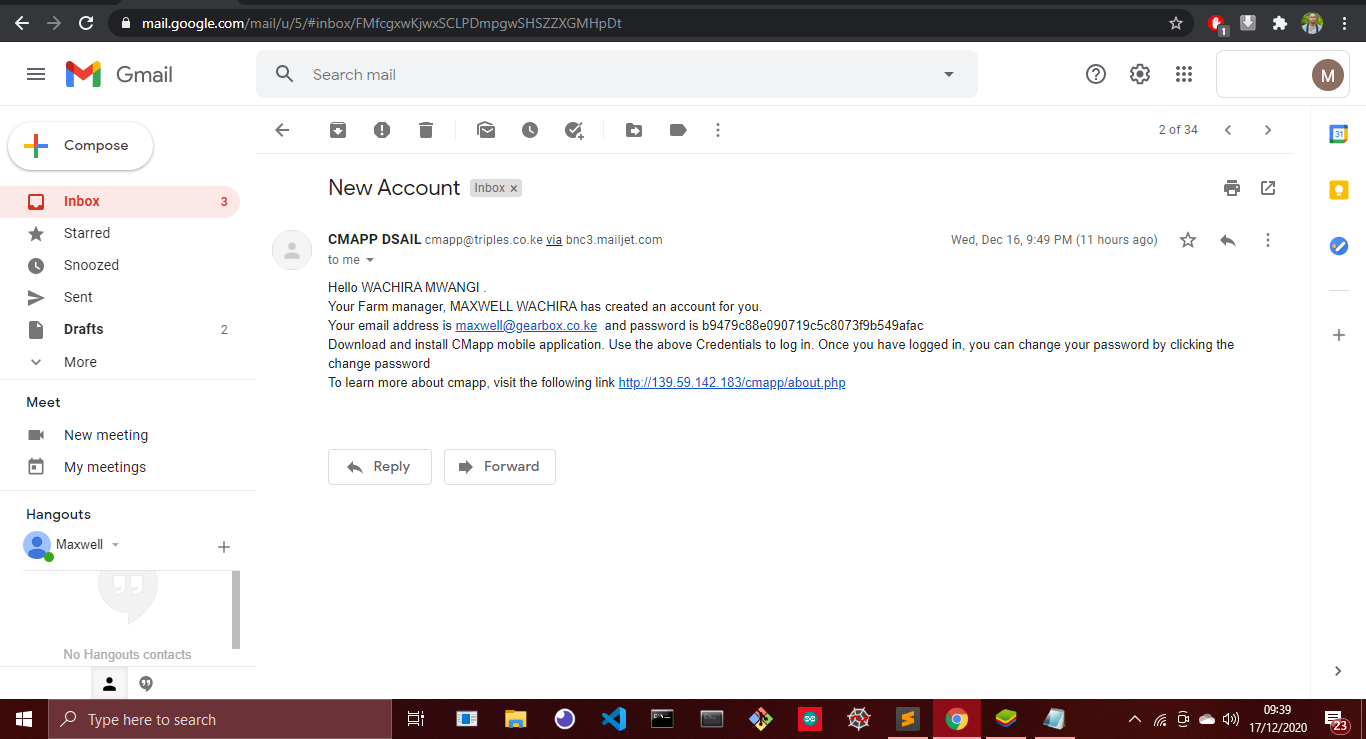 mail.google.com/mail/u/5/#inbox/FMfcgxwKjwxSCLPDmpgwSHSZZXGMHpDt
1
Gmail
Search mail
M
Compose
2 of 34
31
New Account
Inbox ×
Inbox 3
Starred
Snoozed
Sent
Drafts 2
More
CMAPP DSAIL cmapp@triples.co.ke via bnc3.mailjet.com
Wed, Dec 16, 9:49 PM (11 hours ago)
to me
Hello WACHIRA MWANGI .
Your Farm manager, MAXWELL WACHIRA has created an account for you.
Your email address is maxwell@gearbox.co.ke and password is b9479c88e090719c5c8073f9b549afac
Download and install CMapp mobile application. Use the above Credentials to log in. Once you have logged in, you can change your password by clicking the
change password
To learn more about cmapp, visit the following link http://139.59.142.183/cmapp/about.php
Reply
Forward
Meet
New meeting
My meetings
Hangouts
Maxwell
No Hangouts contacts
Type here to search
09:39
17/12/2020
23